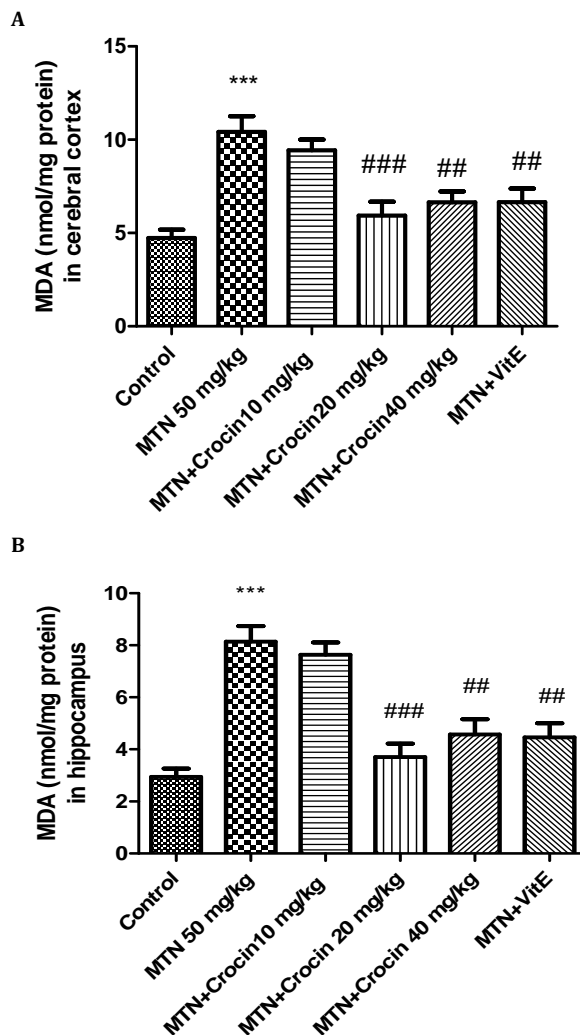 A
MDA (nmol/mg protein)
in cerebral cortex
15
10
5
0
***
###
##
##
Control
MTN 50 mg/kg
MTN+Crocin10 mg/kg
MTN+Crocin20 mg/kg
MTN+Crocin40 mg/kg
MTN+VitE
B
MDA (nmol/mg protein)
in hippocampus
10
8
6
4
2
0
***
###
##
##
Control
MTN 50 mg/kg
MTN+Crocin10 mg/kg
MTN+Crocin 20 mg/kg
MTN+Crocin 40 mg/kg
MTN+VitE